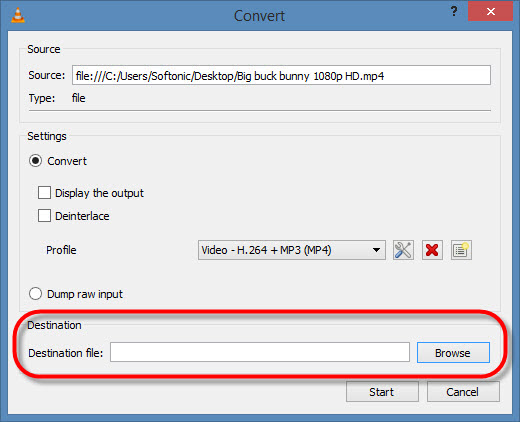 Convert
?
Source
Source: file:///C:/Users/Softonic/Desktop/Big buck bunny 1080p HD.mp4
Type: file
Settings
Convert
Display the output
Deinterlace
Profile Video - H.264 + MP3 (MP4)
Dump raw input
Destination
Destination file: Browse
Start Cancel